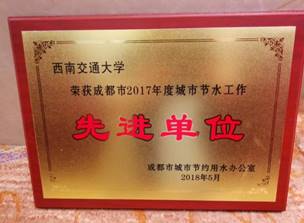 西南交通大学
荣获成都市2017年度城市节水工作
先进单位
成都市城市节约用水办公室
2018年5月